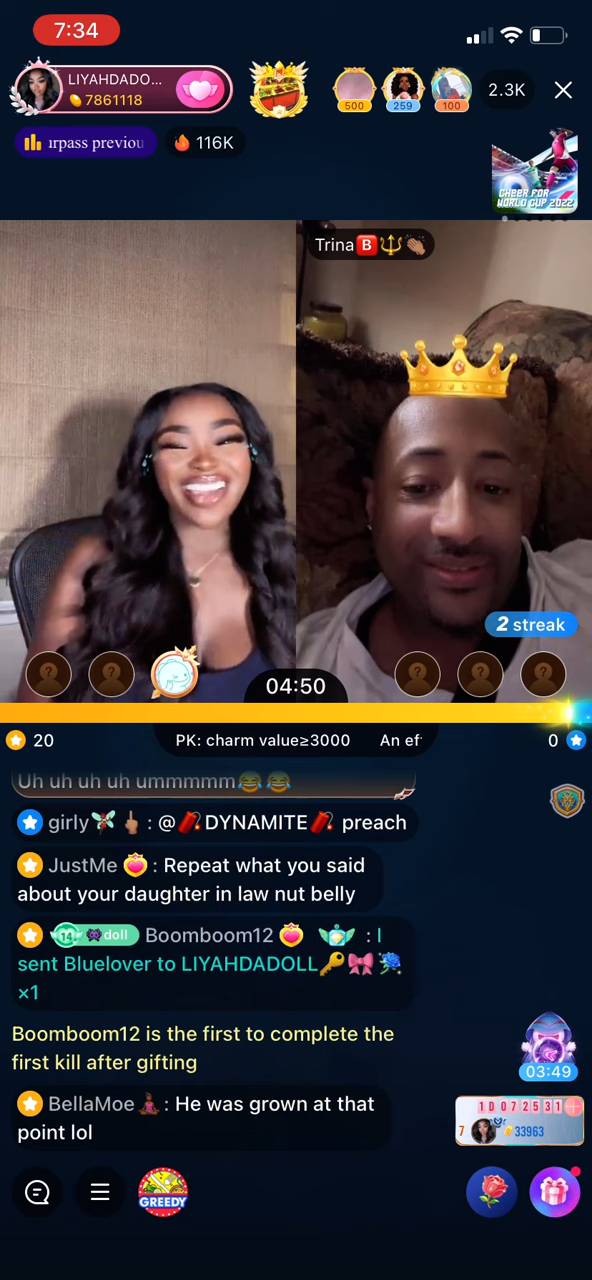 7:34
LIYAHDADO...
7861118
500
259
100
2.3K
ırpass previou
116K
CHEER FOR
WORLD CUP 2022
Trina B
2 streak
04:50
20
PK: charm value≥3000 An ef
0
Uh uh uh uh ummmmm😂😂
girly🧚🖕🏽 : @🧨DYNAMITE🧨 preach
JustMe : Repeat what you said
about your daughter in law nut belly
14 doll Boomboom12 : I
sent Bluelover to LIYAHDADOLL🔑🎀
×1
Boomboom12 is the first to complete the
first kill after gifting
03:49
BellaMoe : He was grown at that
point lol
1D072531
7 33963
GREEDY